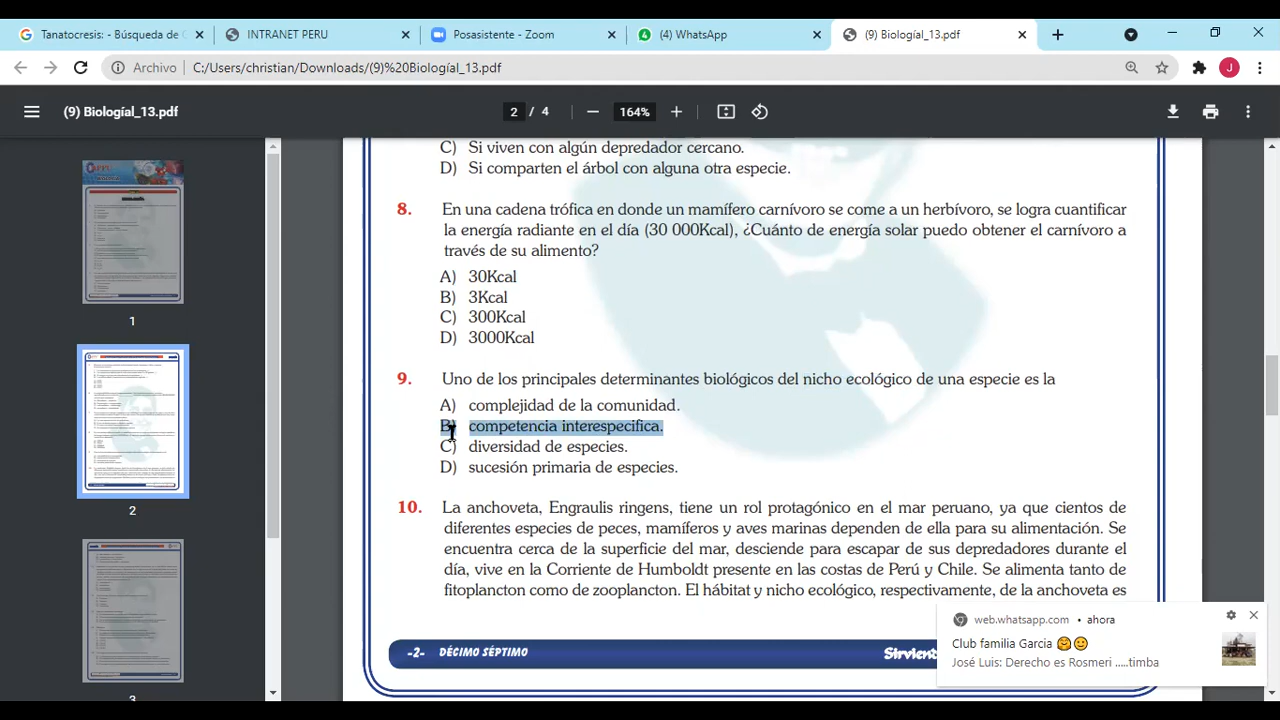 Tanatocresis: - Búsqueda de G
INTRANET PERU
Posasistente - Zoom
(4) WhatsApp
(9) Biologíal_13.pdf
Archivo
C:/Users/christian/Downloads/(9)%20Biologíal_13.pdf
J
(9) Biologíal_13.pdf
2 / 4
164%
C) Si viven con algún depredador cercano.
D) Si comparten el árbol con alguna otra especie.
8. En una cadena trófica en donde un mamífero carnívoro se come a un herbívoro, se logra cuantificar
la energía radiante en el día (30 000Kcal), ¿Cuánto de energía solar puedo obtener el carnívoro a
través de su alimento?
A) 30Kcal
B) 3Kcal
C) 300Kcal
D) 3000Kcal
9. Uno de los principales determinantes biológicos del nicho ecológico de una especie es la
A) complejidad de la comunidad.
B) competencia interespecifica.
C) diversidad de especies.
D) sucesión primaria de especies.
10. La anchoveta, Engraulis ringens, tiene un rol protagónico en el mar peruano, ya que cientos de
diferentes especies de peces, mamíferos y aves marinas dependen de ella para su alimentación. Se
encuentra cerca de la superficie del mar, desciende para escapar de sus depredadores durante el
día, vive en la Corriente de Humboldt presente en las costas de Perú y Chile. Se alimenta tanto de
fitoplancton como de zooplancton. El hábitat y nicho ecológico, respectivamente, de la anchoveta es
-2- DÉCIMO SÉPTIMO
1
2
3
web.whatsapp.com • ahora
Club familia Garcia 🤗😊
José Luis: Derecho es Rosmeri .....timba